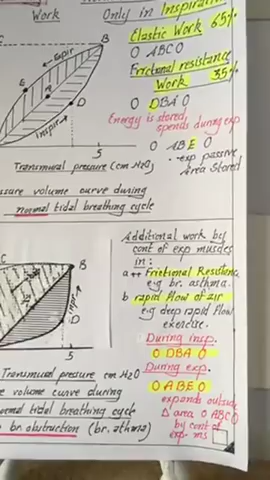 Work
Only in Inspiration
Elastic Work 65%
O ABCO
Frictional resistance
Work 35%
O DBA O
Energy is stored,
spends during exp
O ABE O
• exp passive
Area Stored
C
B
Expir
E
A
D
Inspir
5
Transmural pressure (cm H2O)
volume curve during
normal tidal breathing cycle
Additional work by
cont of exp muscles
in:
a ++ Frictional Resistance
e.g br. asthma.
b rapid flow of air
e.g deep rapid flow
exercise.
During insp.
O DBA O
During exp.
O ABE O
expands outside
Δ area O ABCO
by cont of
exp. ms
C
B
D
5
Transmural pressure (cm H2O
volume curve during
tidal breathing cycle
br. obstruction (br. asthma)